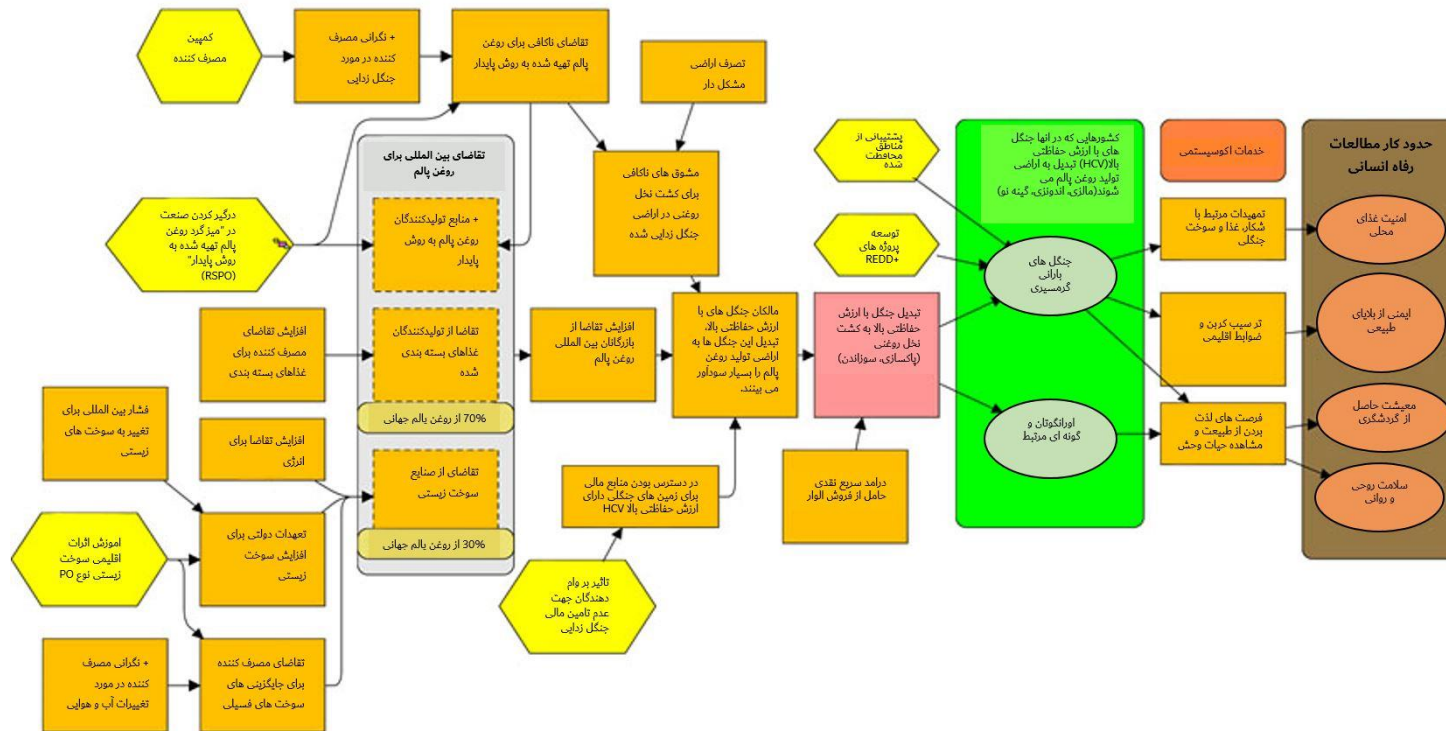 کمپین
مصرف کننده
+ نگرانی مصرف
کننده در مورد
جنگل زدایی
تقاضای ناکافی برای روغن
پالم تهیه شده به روش پایدار
تصرف اراضی
مشکل دار
تقاضای بین المللی برای
روغن پالم
مشوق های ناکافی
برای کشت نخل
روغنی در اراضی
جنگل زدایی شده
درگیر کردن صنعت
در "میز گرد روغن
پالم تهیه شده به
روش پایدار"
(RSPO)
+ منابع تولیدکنندگان
روغن پالم به روش
پایدار
افزایش تقاضای
مصرف کننده برای
غذاهای بسته بندی
تقاضا از تولیدکنندگان
غذاهای بسته بندی
شده
70% از روغن پالم جهانی
افزایش تقاضا از
بازرگانان بین المللی
روغن پالم
مالکان جنگل های با
ارزش حفاظتی بالا،
تبدیل این جنگل ها به
اراضی تولید روغن
پالم را بسیار سودآور
می بینند.
تبدیل جنگل با ارزش
حفاظتی بالا به کشت
نخل روغنی
(پاکسازی، سوزاندن)
فشار بین المللی برای
تغییر به سوخت های
زیستی
افزایش تقاضا برای
انرژی
تقاضای از صنایع
سوخت زیستی
30% از روغن پالم جهانی
اموزش اثرات
اقلیمی سوخت
زیستی نوع PO
تعهدات دولتی برای
افزایش سوخت
زیستی
+ نگرانی مصرف
کننده در مورد
تغییرات آب و هوایی
تقاضای مصرف کننده
برای جایگزینی های
سوخت های فسیلی
در دسترس بودن منابع مالی
برای زمین های جنگلی دارای
ارزش حفاظتی بالا HCV
تاثیر بر وام
دهندگان جهت
عدم تامین مالی
جنگل زدایی
درامد سریع نقدی
حامل از فروش الوار
پشتیبانی از
مناطق
محافظت
شده
توسعه
پروژه های
REDD+
کشورهایی که در انها جنگل
های با ارزش حفاظتی
بالا(HCV) تبدیل به اراضی
تولید روغن پالم می
شوند(مالزی، اندونزی، گینه نو)
جنگل های
بارانی
گرمسیری
اورانگوتان و
گونه ای مرتبط
خدمات اکوسیستمی
تمهیدات مرتبط با
شکار، غذا و سوخت
جنگلی
تر سیب کربن و
ضوابط اقلیمی
فرصت های لذت
بردن از طبیعت و
مشاهده حیات وحش
حدود کار مطالعات
رفاه انسانی
امنیت غذای
محلی
ایمنی از بلایای
طبیعی
معیشت حاصل
از گردشگری
سلامت روحی
و روانی